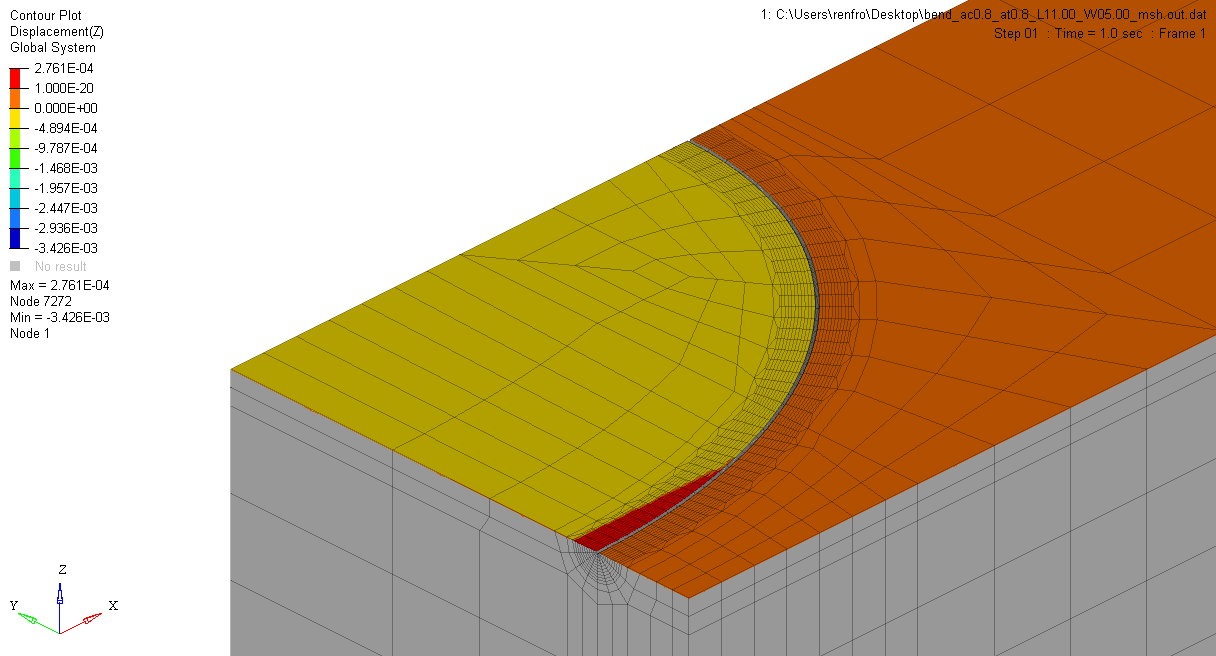 Contour Plot
Displacement(Z)
Global System
2.761E-04
1.000E-20
0.000E+00
-4.894E-04
-9.787E-04
-1.468E-03
-1.957E-03
-2.447E-03
-2.936E-03
-3.426E-03
No result
Max = 2.761E-04
Node 7272
Min = -3.426E-03
Node 1
1: C:\Users\renfro\Desktop\bend_ac0.8_at0.8_L11.00_W05.00_msh.out.dat
Step 01 : Time = 1.0 sec : Frame 1
Z
Y
X